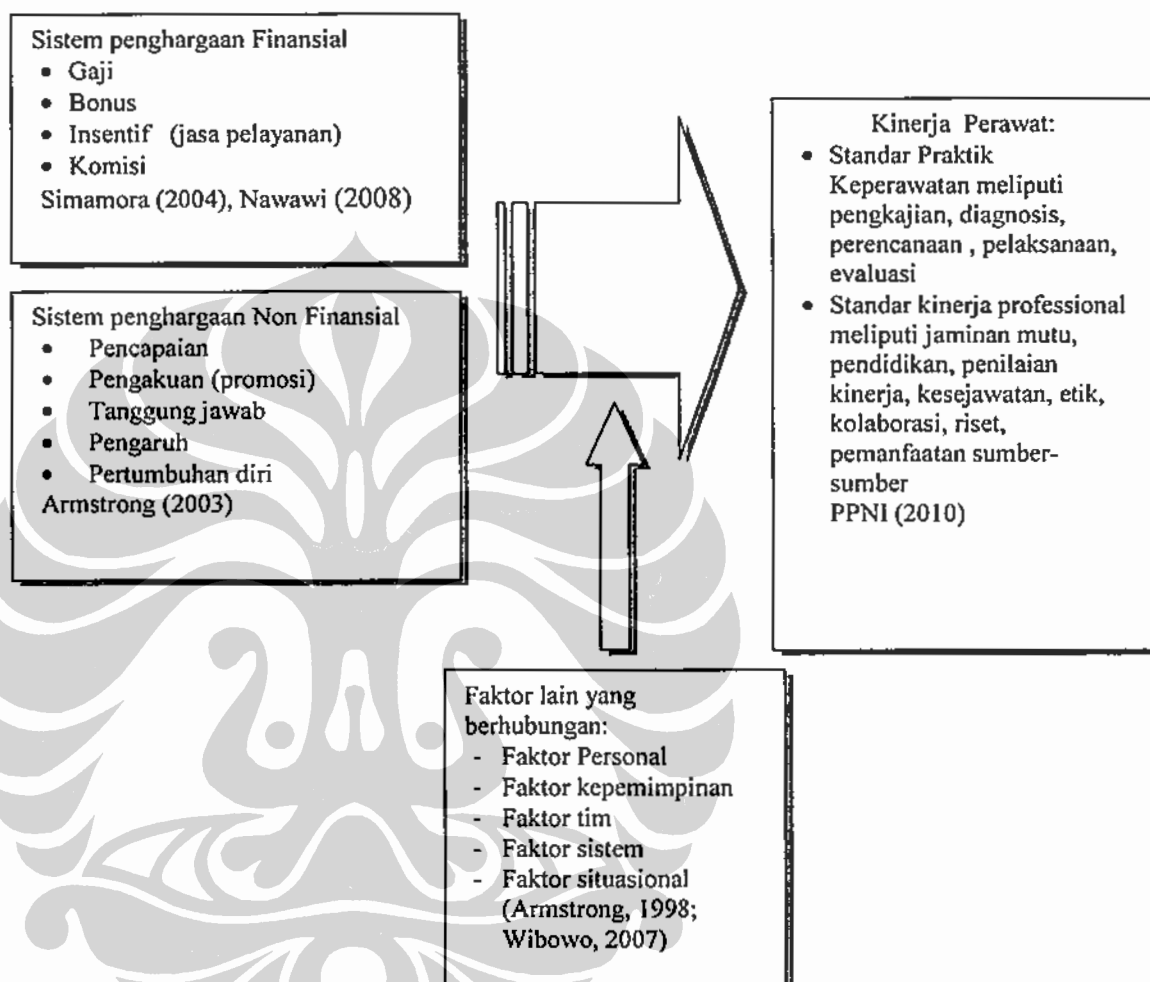 Sistem penghargaan Finansial
• Gaji
• Bonus
• Insentif (jasa pelayanan)
• Komisi
Simamora (2004), Nawawi (2008)
Sistem penghargaan Non Finansial
• Pencapaian
• Pengakuan (promosi)
• Tanggung jawab
• Pengaruh
• Pertumbuhan diri
Armstrong (2003)
Kinerja Perawat:
• Standar Praktik
Keperawatan meliputi
pengkajian, diagnosis,
perencanaan , pelaksanaan,
evaluasi
• Standar kinerja professional
meliputi jaminan mutu,
pendidikan, penilaian
kinerja, kesejawatan, etik,
kolaborasi, riset,
pemanfaatan sumber-
sumber
PPNI (2010)
Faktor lain yang
berhubungan:
- Faktor Personal
- Faktor kepemimpinan
- Faktor tim
- Faktor sistem
- Faktor situasional
(Armstrong, 1998;
Wibowo, 2007)